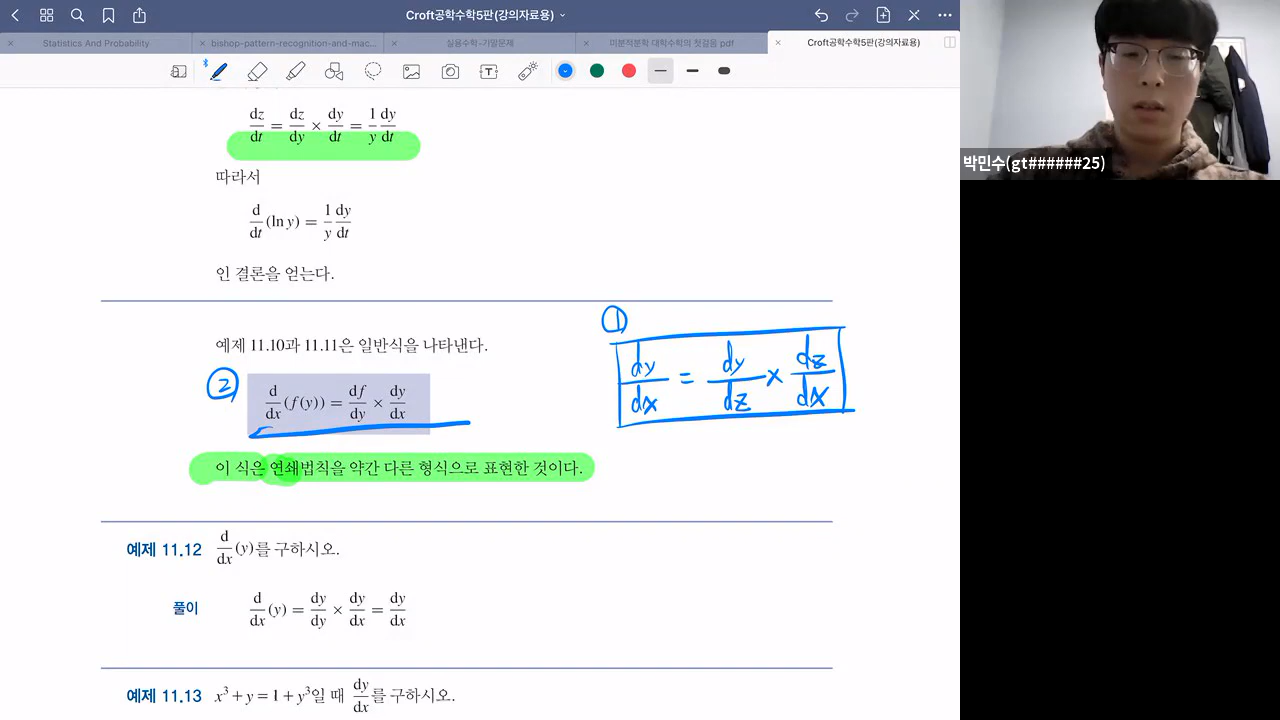 Croft공학수학5판(강의자료용)
Statistics And Probability
bishop-pattern-recognition-and-mac...
실용수학-기말문제
미분적분학 대학수학의 첫걸음 pdf
Croft공학수학5판(강의자료용)
박민수(gt######25)
dz/dt = dz/dy × dy/dt = 1/y dy/dt
따라서
d/dt (ln y) = 1/y dy/dt
인 결론을 얻는다.
예제 11.10과 11.11은 일반식을 나타낸다.
① dy/dx = dy/dz × dz/dx
② d/dx (f(y)) = df/dy × dy/dx
이 식은 연쇄법칙을 약간 다른 형식으로 표현한 것이다.
예제 11.12 d/dx (y)를 구하시오.
풀이 d/dx (y) = dy/dy × dy/dx = dy/dx
예제 11.13 x³ + y = 1 + y³일 때 dy/dx를 구하시오.